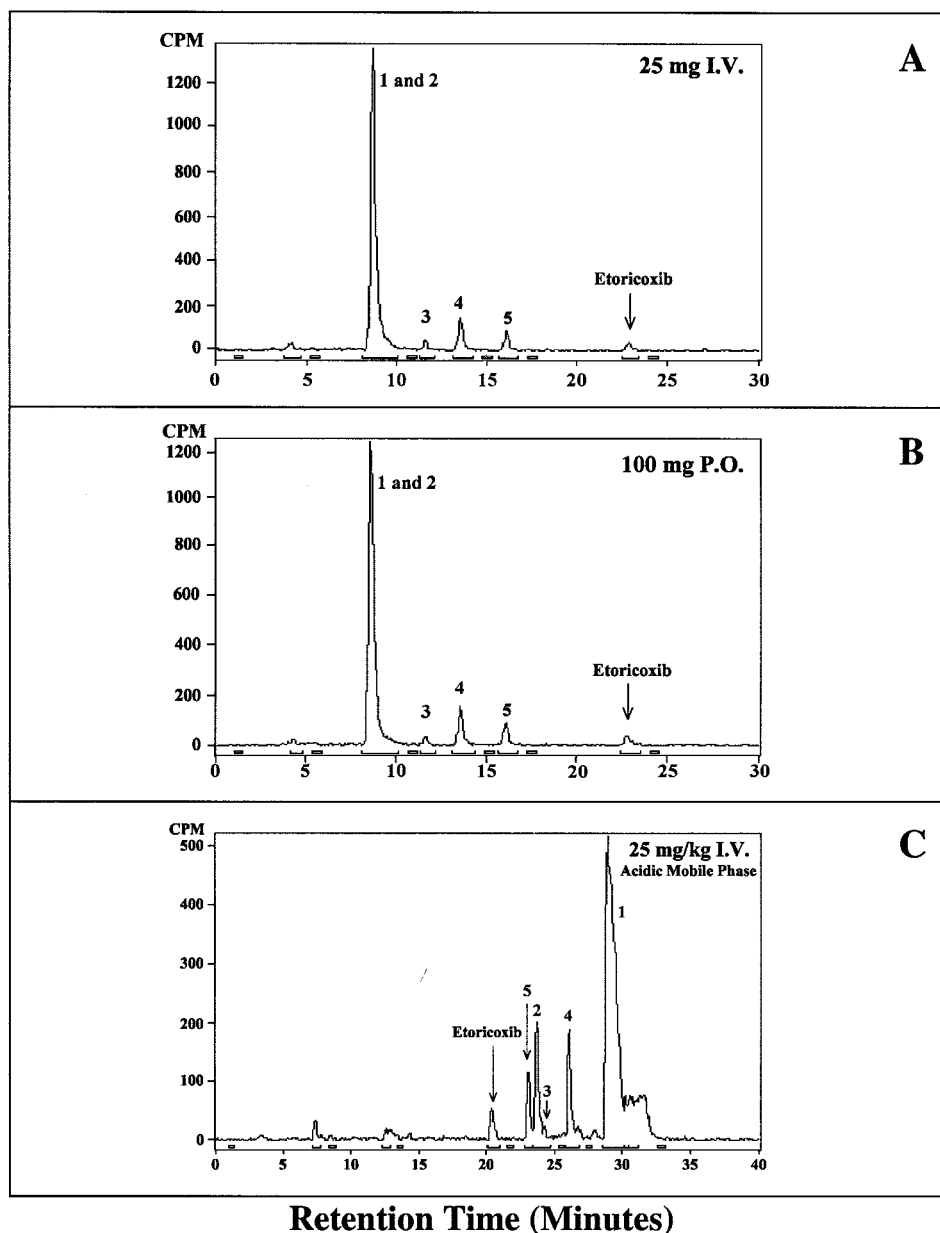 CPM
A
25 mg I.V.
1 and 2
1200
1000
800
600
400
200
0
3
4
5
Etoricoxib
0 5 10 15 20 25 30
CPM
B
100 mg P.O.
1 and 2
1200
1000
800
600
400
200
0
3
4
5
Etoricoxib
0 5 10 15 20 25 30
CPM
C
25 mg/kg I.V.
Acidic Mobile Phase
500
400
300
200
100
0
1
5
2
4
Etoricoxib
3
0 5 10 15 20 25 30 35 40
Retention Time (Minutes)